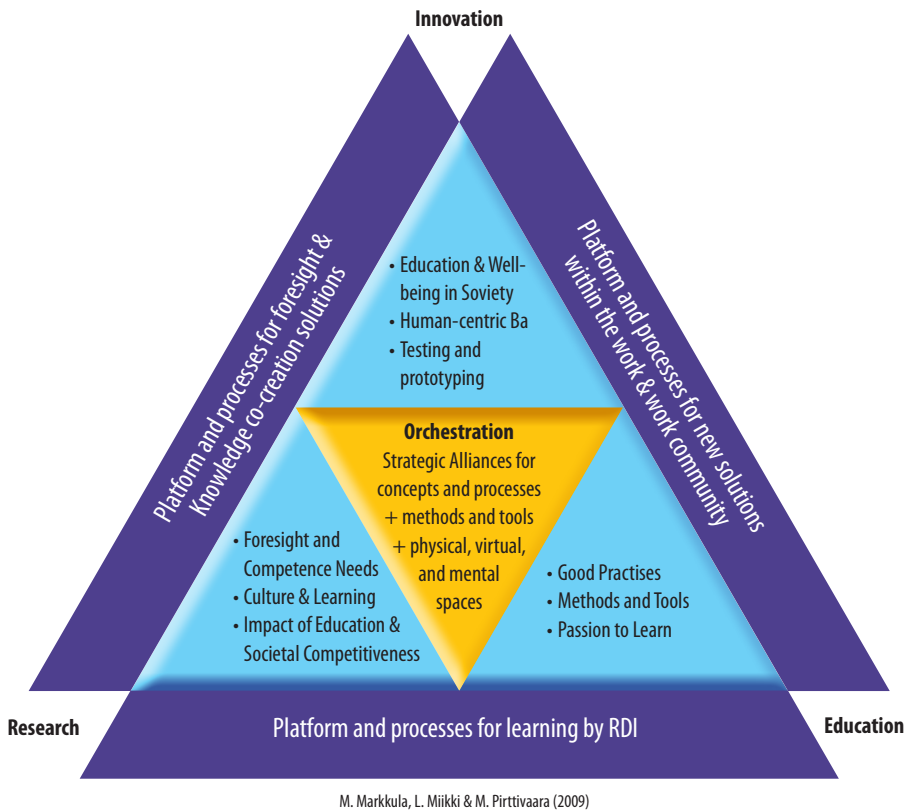 Innovation
Platform and processes for foresight &
Knowledge co-creation solutions
Platform and processes for new solutions
within the work & work community
• Education & Well-
being in Soviety
• Human-centric Ba
• Testing and
prototyping
Orchestration
Strategic Alliances for
concepts and processes
+ methods and tools
+ physical, virtual,
and mental
spaces
• Foresight and
Competence Needs
• Culture & Learning
• Impact of Education &
Societal Competitiveness
• Good Practises
• Methods and Tools
• Passion to Learn
Research
Platform and processes for learning by RDI
Education
M. Markkula, L. Miikki & M. Pirttivaara (2009)